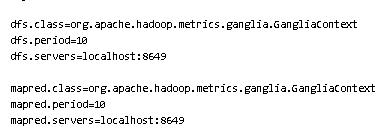 dfs.class=org.apache.hadoop.metrics.ganglia.GangliaContext
dfs.period=10
dfs.servers=localhost:8649
mapred.class=org.apache.hadoop.metrics.ganglia.GangliaContext
mapred.period=10
mapred.servers=localhost:8649